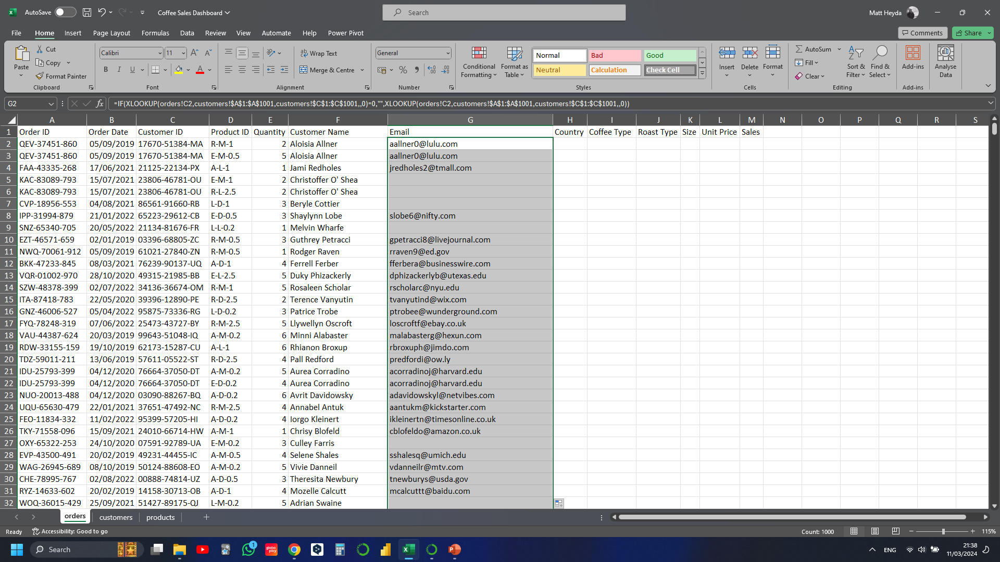 AutoSave Coffee Sales Dashboard Search Matt Heyda
File Home Insert Page Layout Formulas Data Review View Automate Help Power Pivot Comments Share
Paste Cut Copy Format Painter Clipboard
Calibri 11 B I U Font
Wrap Text Merge & Centre Alignment
General % Number
Conditional Formatting Format as Table Normal Bad Good Neutral Calculation Check Cell Styles
Insert Delete Format Cells
AutoSum Fill Clear Sort & Filter Find & Select Editing
Add-ins Add-ins Analyse Data
G2 fx =IF(XLOOKUP(orders!C2,customers!$A$1:$A$1001,customers!$C$1:$C$1001,,0)=0,"",XLOOKUP(orders!C2,customers!$A$1:$A$1001,customers!$C$1:$C$1001,,0))
A B C D E F G H I J K L M N O P Q R S
1 Order ID Order Date Customer ID Product ID Quantity Customer Name Email Country Coffee Type Roast Type Size Unit Price Sales
2 QEV-37451-860 05/09/2019 17670-51384-MA R-M-1 2 Aloisia Allner aallner0@lulu.com
3 QEV-37451-860 05/09/2019 17670-51384-MA E-M-0.5 5 Aloisia Allner aallner0@lulu.com
4 FAA-43335-268 17/06/2021 21125-22134-PX A-L-1 1 Jami Redholes jredholes2@tmall.com
5 KAC-83089-793 15/07/2021 23806-46781-OU E-M-1 2 Christoffer O' Shea
6 KAC-83089-793 15/07/2021 23806-46781-OU R-L-2.5 2 Christoffer O' Shea
7 CVP-18956-553 04/08/2021 86561-91660-RB L-D-1 3 Beryle Cottier
8 IPP-31994-879 21/01/2022 65223-29612-CB E-D-0.5 3 Shaylynn Lobe slobe6@nifty.com
9 SNZ-65340-705 20/05/2022 21134-81676-FR L-L-0.2 1 Melvin Wharfe
10 EZT-46571-659 02/01/2019 03396-68805-ZC R-M-0.5 3 Guthrey Petracci gpetracci8@livejournal.com
11 NWQ-70061-912 05/09/2019 61021-27840-ZN R-M-0.5 1 Rodger Raven rraven9@ed.gov
12 BKK-47233-845 08/03/2021 76239-90137-UQ A-D-1 4 Ferrell Ferber fferbera@businesswire.com
13 VQR-01002-970 28/10/2020 49315-21985-BB E-L-2.5 5 Duky Phizackerly dphizackerlyb@utexas.edu
14 SZW-48378-399 02/07/2022 34136-36674-OM R-M-1 5 Rosaleen Scholar rscholarc@nyu.edu
15 ITA-87418-783 22/05/2020 39396-12890-PE R-D-2.5 2 Terence Vanyutin tvanyutind@wix.com
16 GNZ-46006-527 05/04/2022 95875-73336-RG L-D-0.2 3 Patrice Trobe ptrobee@wunderground.com
17 FYQ-78248-319 07/06/2022 25473-43727-BY R-M-2.5 5 Llywellyn Oscroft loscroftf@ebay.co.uk
18 VAU-44387-624 20/03/2019 99643-51048-IQ A-M-0.2 6 Minni Alabaster malabasterg@hexun.com
19 RDW-33155-159 19/10/2019 62173-15287-CU A-L-1 6 Rhianon Broxup rbroxuph@jimdo.com
20 TDZ-59011-211 13/06/2019 57611-05522-ST R-D-2.5 4 Pall Redford predfordi@ow.ly
21 IDU-25793-399 04/12/2020 76664-37050-DT A-M-0.2 5 Aurea Corradino acorradinoj@harvard.edu
22 IDU-25793-399 04/12/2020 76664-37050-DT E-D-0.2 4 Aurea Corradino acorradinoj@harvard.edu
23 NUO-20013-488 04/12/2020 03090-88267-BQ A-D-0.2 6 Avrit Davidowsky adavidowskyl@netvibes.com
24 UQU-65630-479 22/01/2021 37651-47492-NC R-M-2.5 4 Annabel Antuk aantukm@kickstarter.com
25 FEO-11834-332 11/02/2022 95399-57205-HI A-D-0.2 4 Iorgo Kleinert ikleinertn@timesonline.co.uk
26 TKY-71558-096 15/09/2021 24010-66714-HW A-M-1 1 Chrisy Blofeld cblofeldo@amazon.co.uk
27 OXY-65322-253 24/10/2020 07591-92789-UA E-M-0.2 3 Culley Farris
28 EVP-43500-491 20/02/2019 49231-44455-IC A-M-0.5 4 Selene Shales sshalesq@umich.edu
29 WAG-26945-689 08/10/2019 50124-88608-EO A-M-0.2 5 Vivie Danneil vdanneilr@mtv.com
30 CHE-78995-767 02/08/2022 00888-74814-UZ A-D-0.5 3 Theresita Newbury tnewburys@usda.gov
31 RYZ-14633-602 20/02/2019 14158-30713-OB A-D-1 4 Mozelle Calcutt mcalcuttt@baidu.com
32 WOQ-36015-429 25/09/2021 51427-89175-QJ L-M-0.2 5 Adrian Swaine
orders customers products
Ready Accessibility: Good to go Count: 1000 115%
Search 1 globo play ENG 21:38
11/03/2024